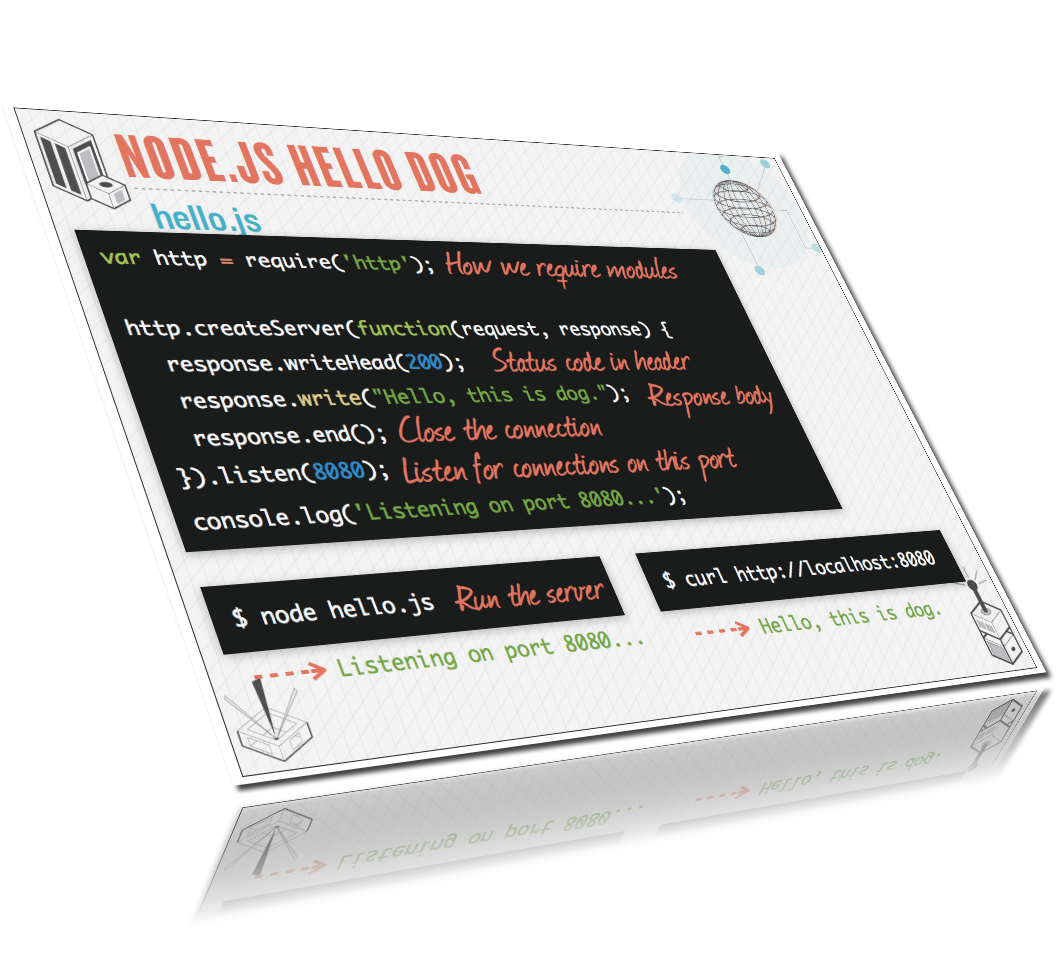 NODE.JS HELLO DOG
hello.js
var http = require('http'); How we require modules
http.createServer(function(request, response) {
response.writeHead(200); Status code in header
response.write("Hello, this is dog."); Response body
response.end(); Close the connection
}).listen(8080); Listen for connections on this port
console.log('Listening on port 8080...');
$ node hello.js Run the server
$ curl http://localhost:8080
Listening on port 8080...
Hello, this is dog.